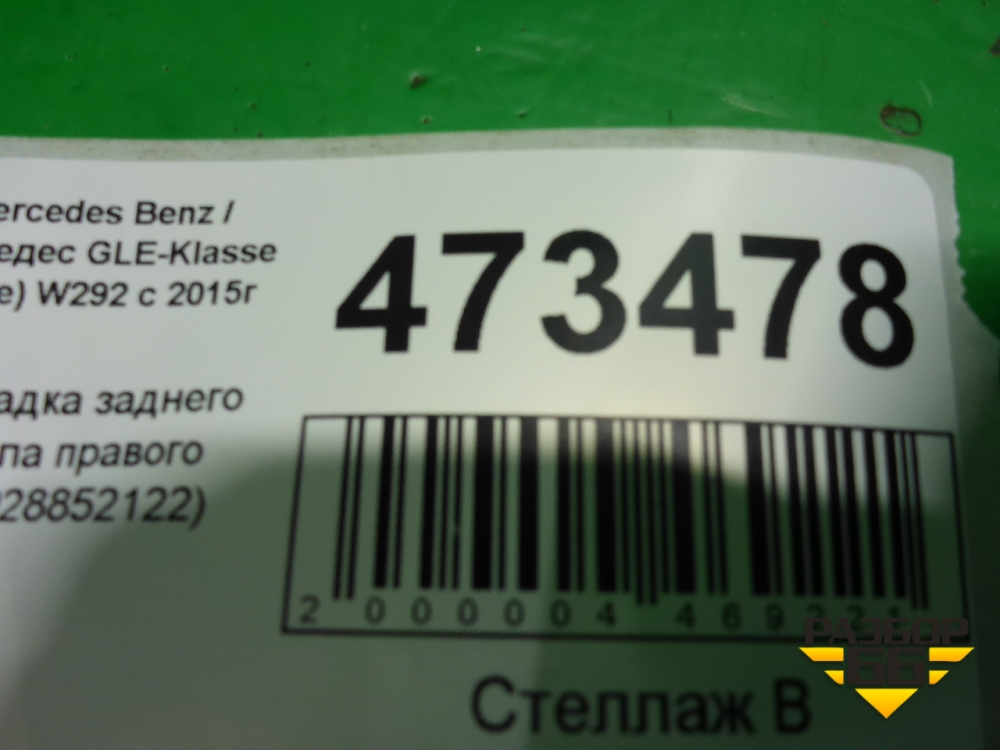 ercedes Benz /
едес GLE-Klasse
e) W292 с 2015г
473478
адка заднего
па правого
28852122)
2 000004 469221
Стеллаж В
РАЗБОР
66